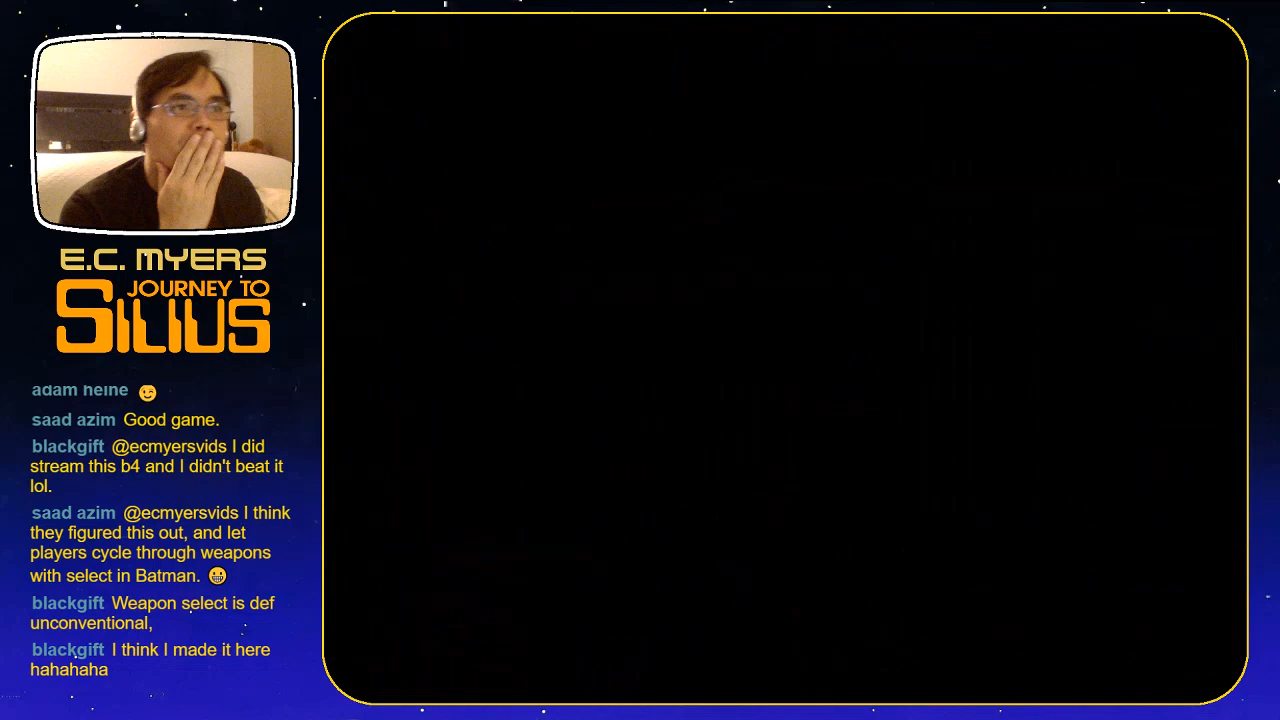 E.C. MYERS
JOURNEY TO
SILIUS
adam heine 😉
saad azim Good game.
blackgift @ecmyersvids I did
stream this b4 and I didn't beat it
lol.
saad azim @ecmyersvids I think
they figured this out, and let
players cycle through weapons
with select in Batman. 😀
blackgift Weapon select is def
unconventional,
blackgift I think I made it here
hahahaha